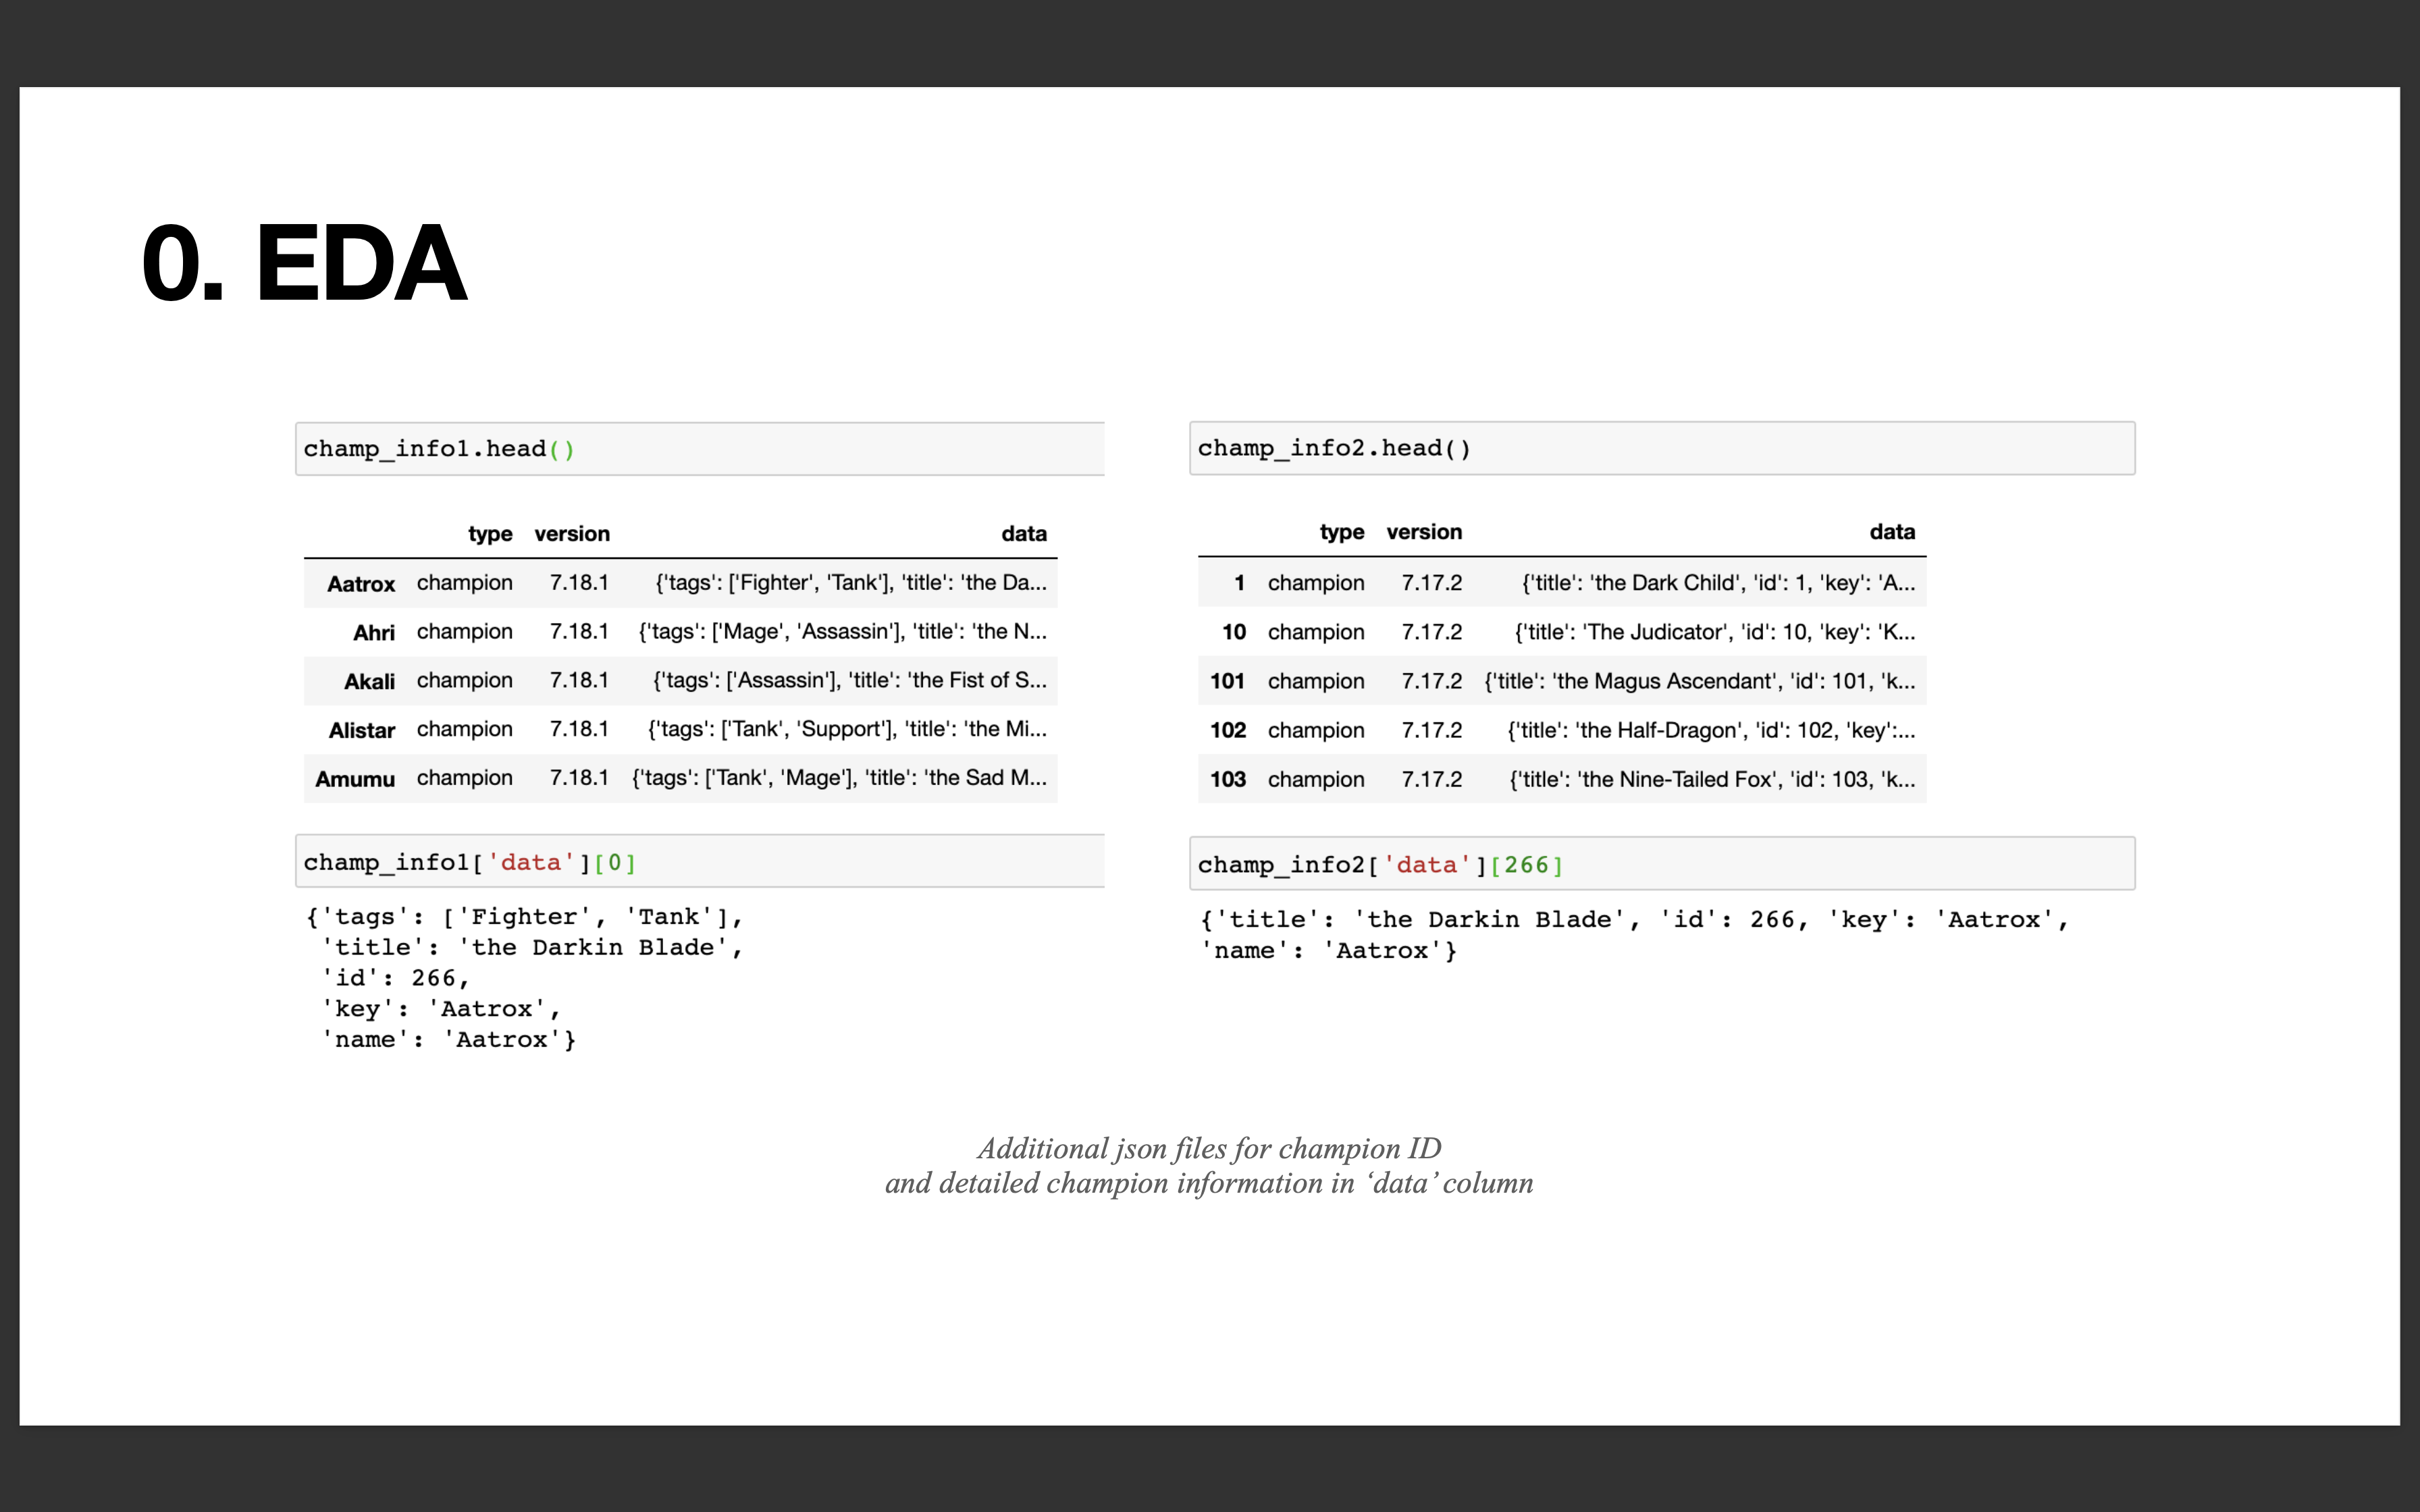 0. EDA
champ_info1.head()
type version data
Aatrox champion 7.18.1 {'tags': ['Fighter', 'Tank'], 'title': 'the Da...
Ahri champion 7.18.1 {'tags': ['Mage', 'Assassin'], 'title': 'the N...
Akali champion 7.18.1 {'tags': ['Assassin'], 'title': 'the Fist of S...
Alistar champion 7.18.1 {'tags': ['Tank', 'Support'], 'title': 'the Mi...
Amumu champion 7.18.1 {'tags': ['Tank', 'Mage'], 'title': 'the Sad M...
champ_info1['data'][0]
{'tags': ['Fighter', 'Tank'],
'title': 'the Darkin Blade',
'id': 266,
'key': 'Aatrox',
'name': 'Aatrox'}
champ_info2.head()
type version data
1 champion 7.17.2 {'title': 'the Dark Child', 'id': 1, 'key': 'A...
10 champion 7.17.2 {'title': 'The Judicator', 'id': 10, 'key': 'K...
101 champion 7.17.2 {'title': 'the Magus Ascendant', 'id': 101, 'k...
102 champion 7.17.2 {'title': 'the Half-Dragon', 'id': 102, 'key':...
103 champion 7.17.2 {'title': 'the Nine-Tailed Fox', 'id': 103, 'k...
champ_info2['data'][266]
{'title': 'the Darkin Blade', 'id': 266, 'key': 'Aatrox',
'name': 'Aatrox'}
Additional json files for champion ID
and detailed champion information in ‘data’ column